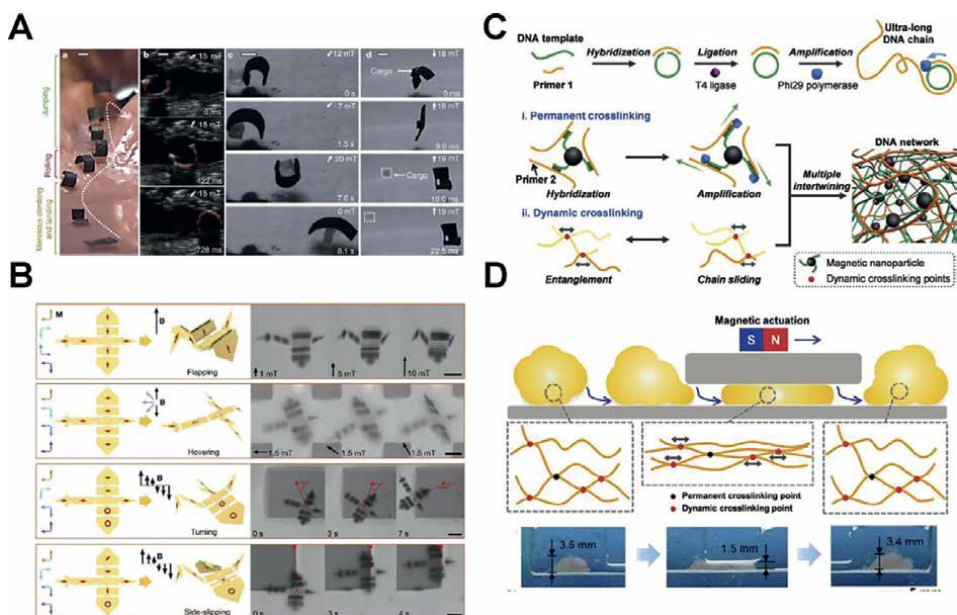 A
Jumping
Rolling
Meniscus climbing
and landing
a
b
15 mT
0 ms
15 mT
422 ms
15 mT
728 ms
c
12 mT
0 s
7 mT
1.5 s
20 mT
7.0 s
0 mT
8.1 s
d
18 mT
Cargo
0 ms
19 mT
9.0 ms
19 mT
Cargo
18.0 ms
19 mT
22.5 ms
B
M
B
Flapping
1 mT
5 mT
10 mT
B
Hovering
1.5 mT
1.5 mT
1.5 mT
B
Turning
0 s
3 s
7 s
B
Side-slipping
0 s
3 s
4 s
C
DNA template
Primer 1
Hybridization
Ligation
T4 ligase
Amplification
Phi29 polymerase
Ultra-long
DNA chain
i. Permanent crosslinking
Primer 2
Hybridization
Amplification
ii. Dynamic crosslinking
Entanglement
Chain sliding
Multiple
intertwining
DNA network
Magnetic nanoparticle
Dynamic crosslinking points
D
Magnetic actuation
S N
Permanent crosslinking point
Dynamic crosslinking point
3.5 mm
1.5 mm
3.4 mm